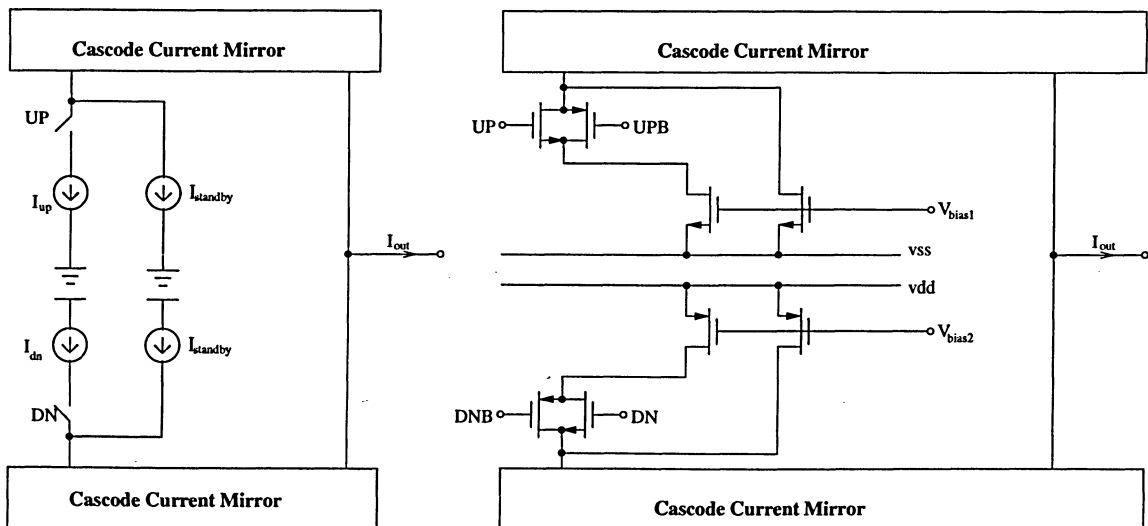 Cascode Current Mirror
UP
I_up
I_standby
I_out
I_dn
I_standby
DN
Cascode Current Mirror
Cascode Current Mirror
UP
UPB
V_bias1
vss
I_out
vdd
V_bias2
DNB
DN
Cascode Current Mirror